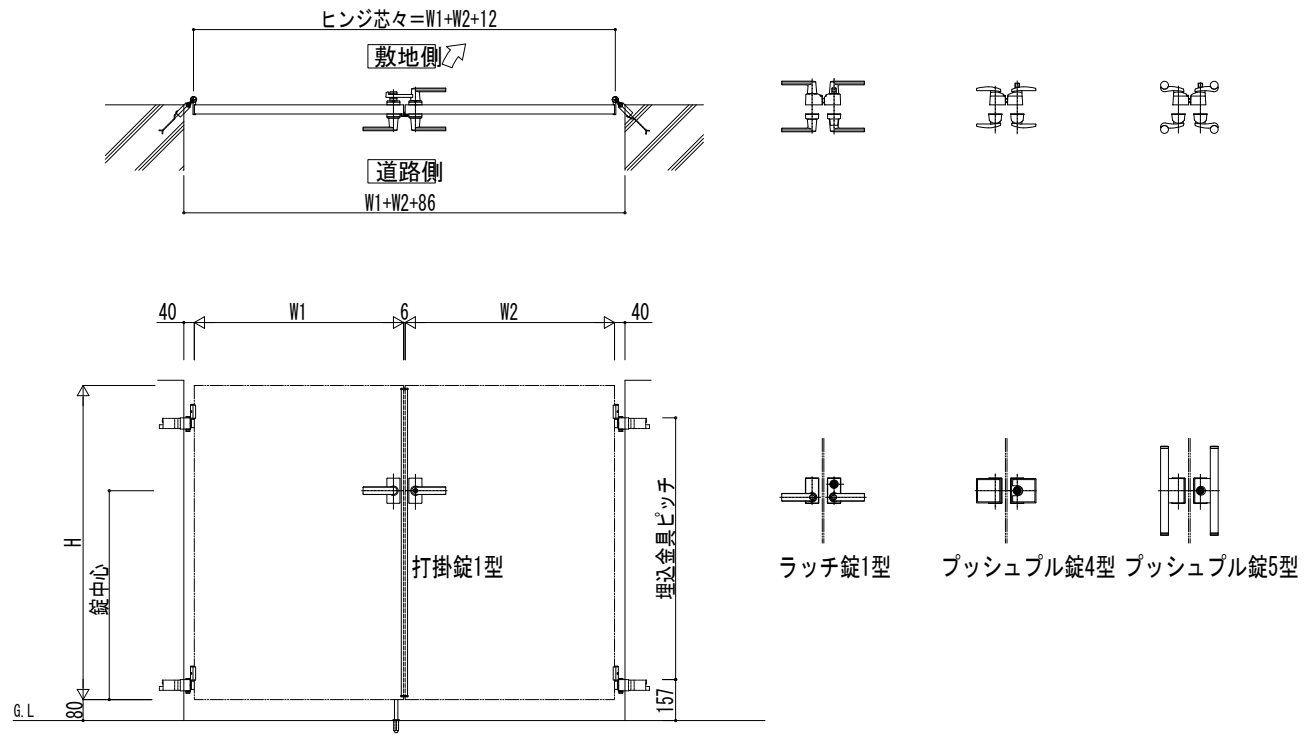 ヒンジ芯々=W1+W2+12
敷地側
道路側
W1+W2+86
40
W1
6
W2
40
H
錠中心
打掛錠1型
埋込金具ピッチ
157
80
G.L
ラッチ錠1型
プッシュプル錠4型
プッシュプル錠5型